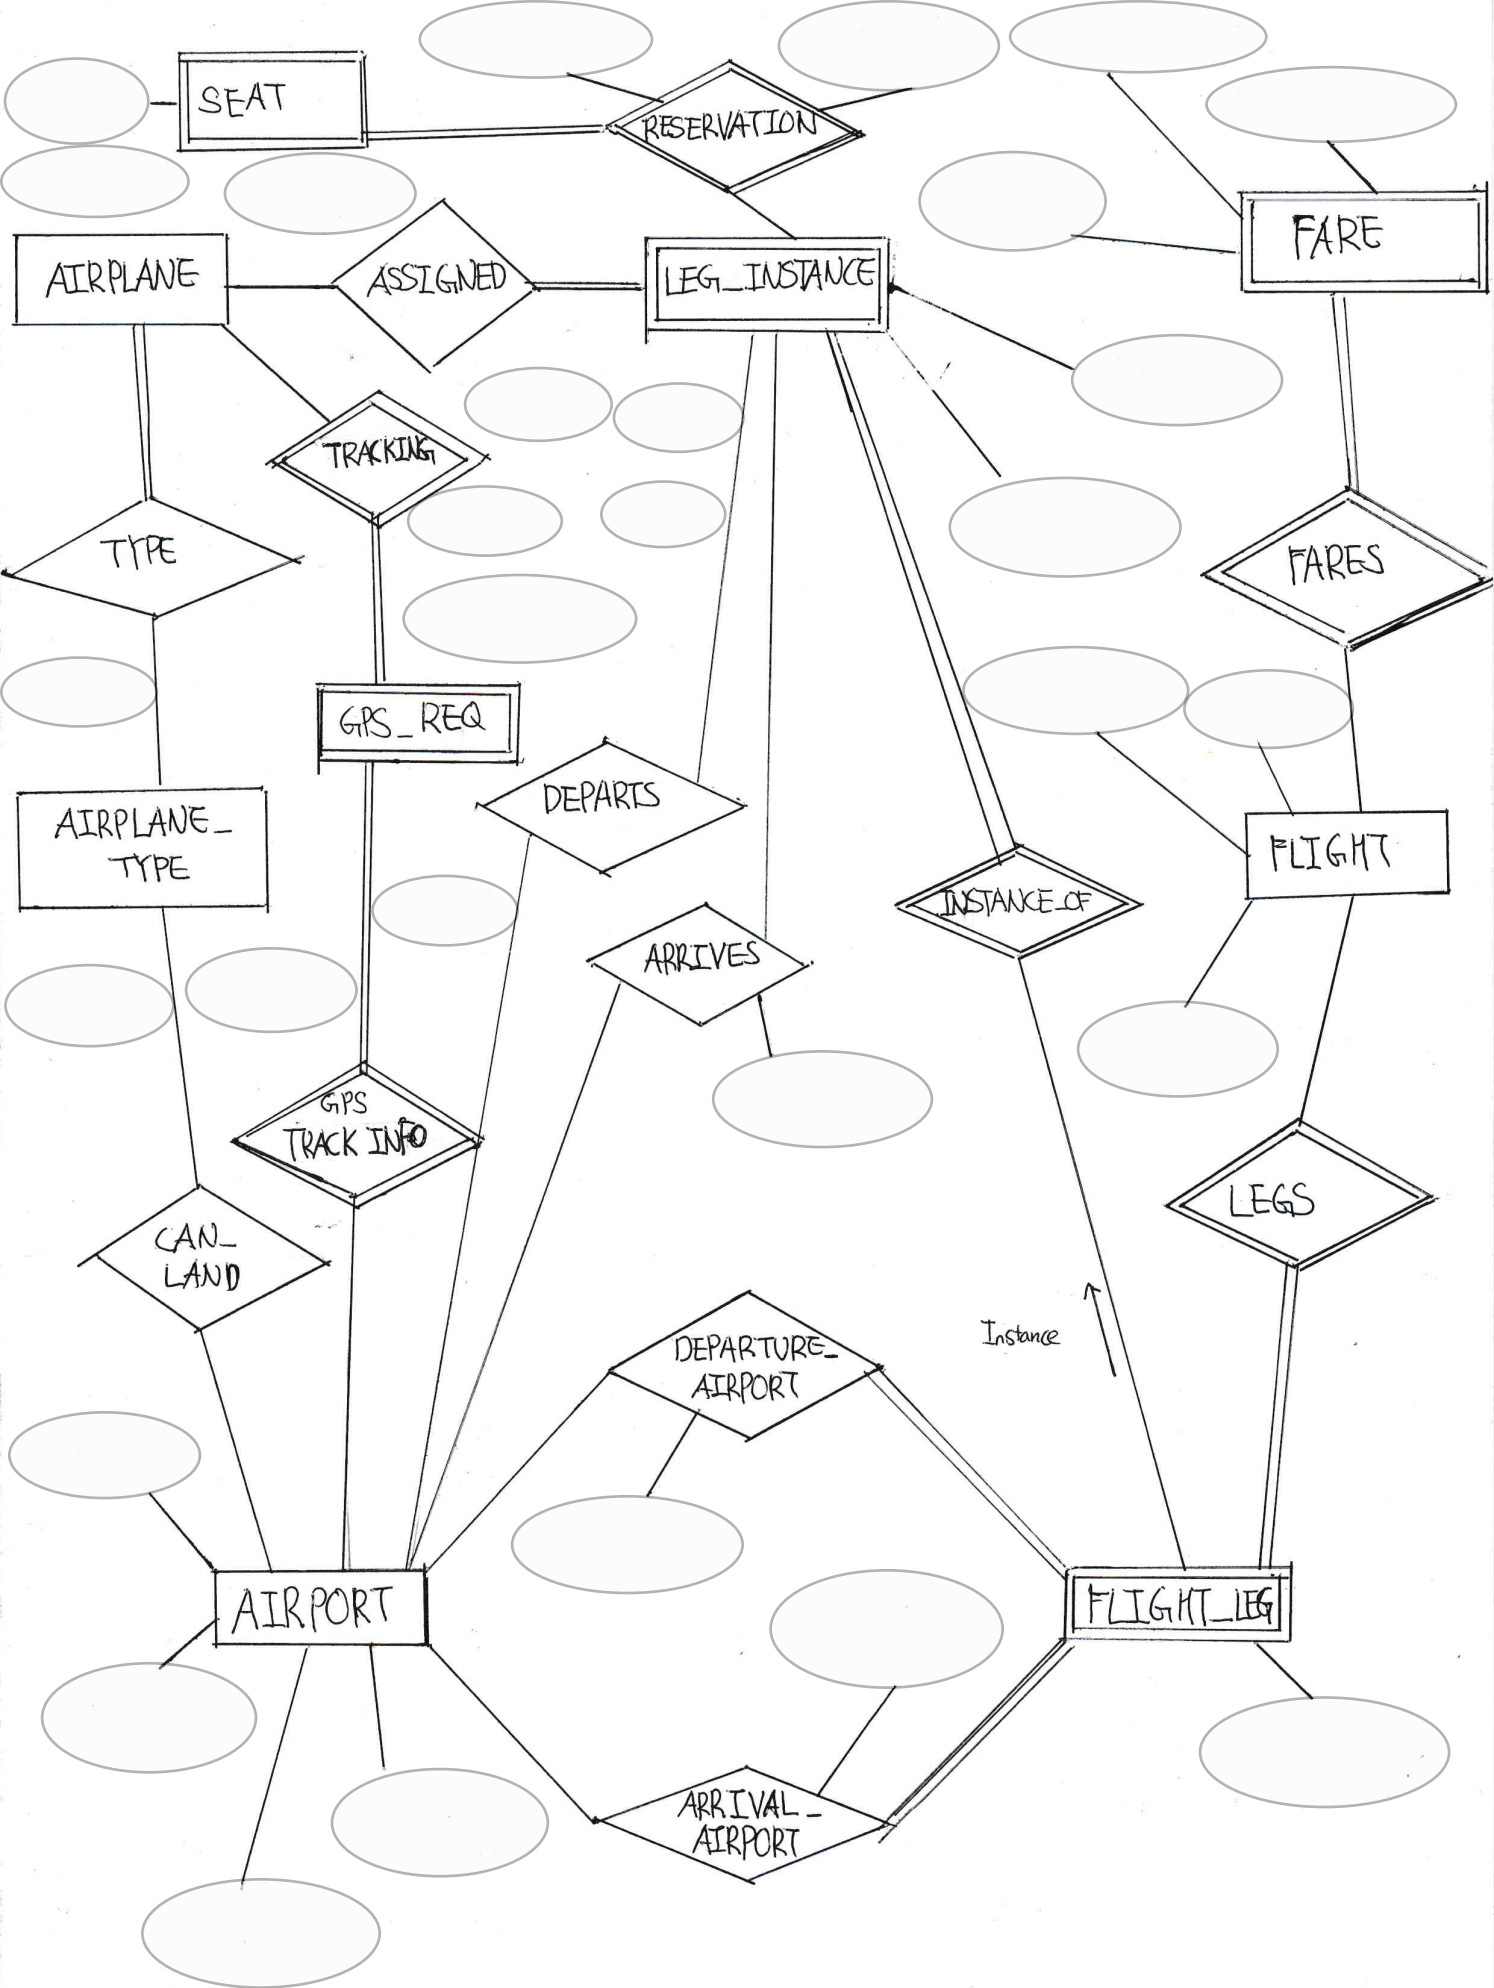 SEAT
RESERVATION
FARE
AIRPLANE
ASSIGNED
LEG_INSTANCE
TRACKING
TYPE
FARES
GPS_REQ
DEPARTS
AIRPLANE_
TYPE
FLIGHT
INSTANCE_OF
ARRIVES
GPS
TRACK INFO
LEGS
CAN_
LAND
Instance
DEPARTURE_
AIRPORT
AIRPORT
FLIGHT_LEG
ARRIVAL_
AIRPORT